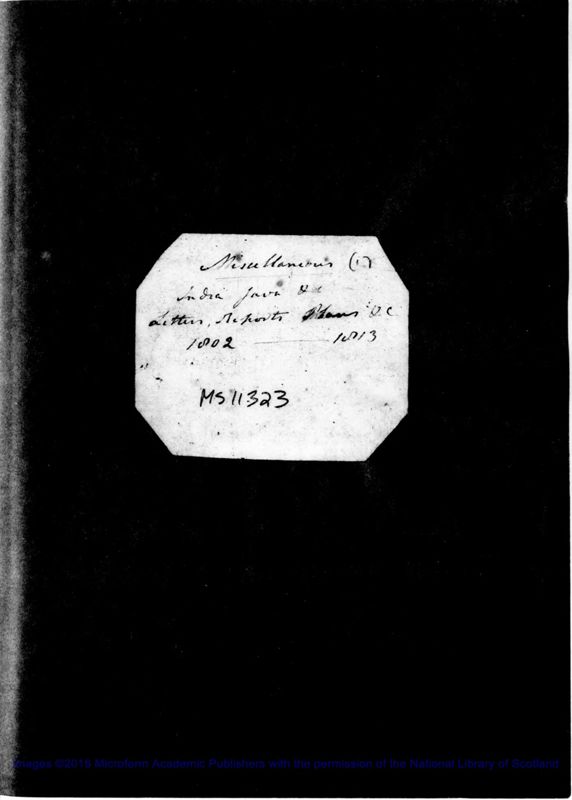 Miscellaneous (1)
India Java &c
Letters, Reports Plans &c
1802 — 1813
MS 11323
Images ©2016 Microform Academic Publishers with the permission of the National Library of Scotland